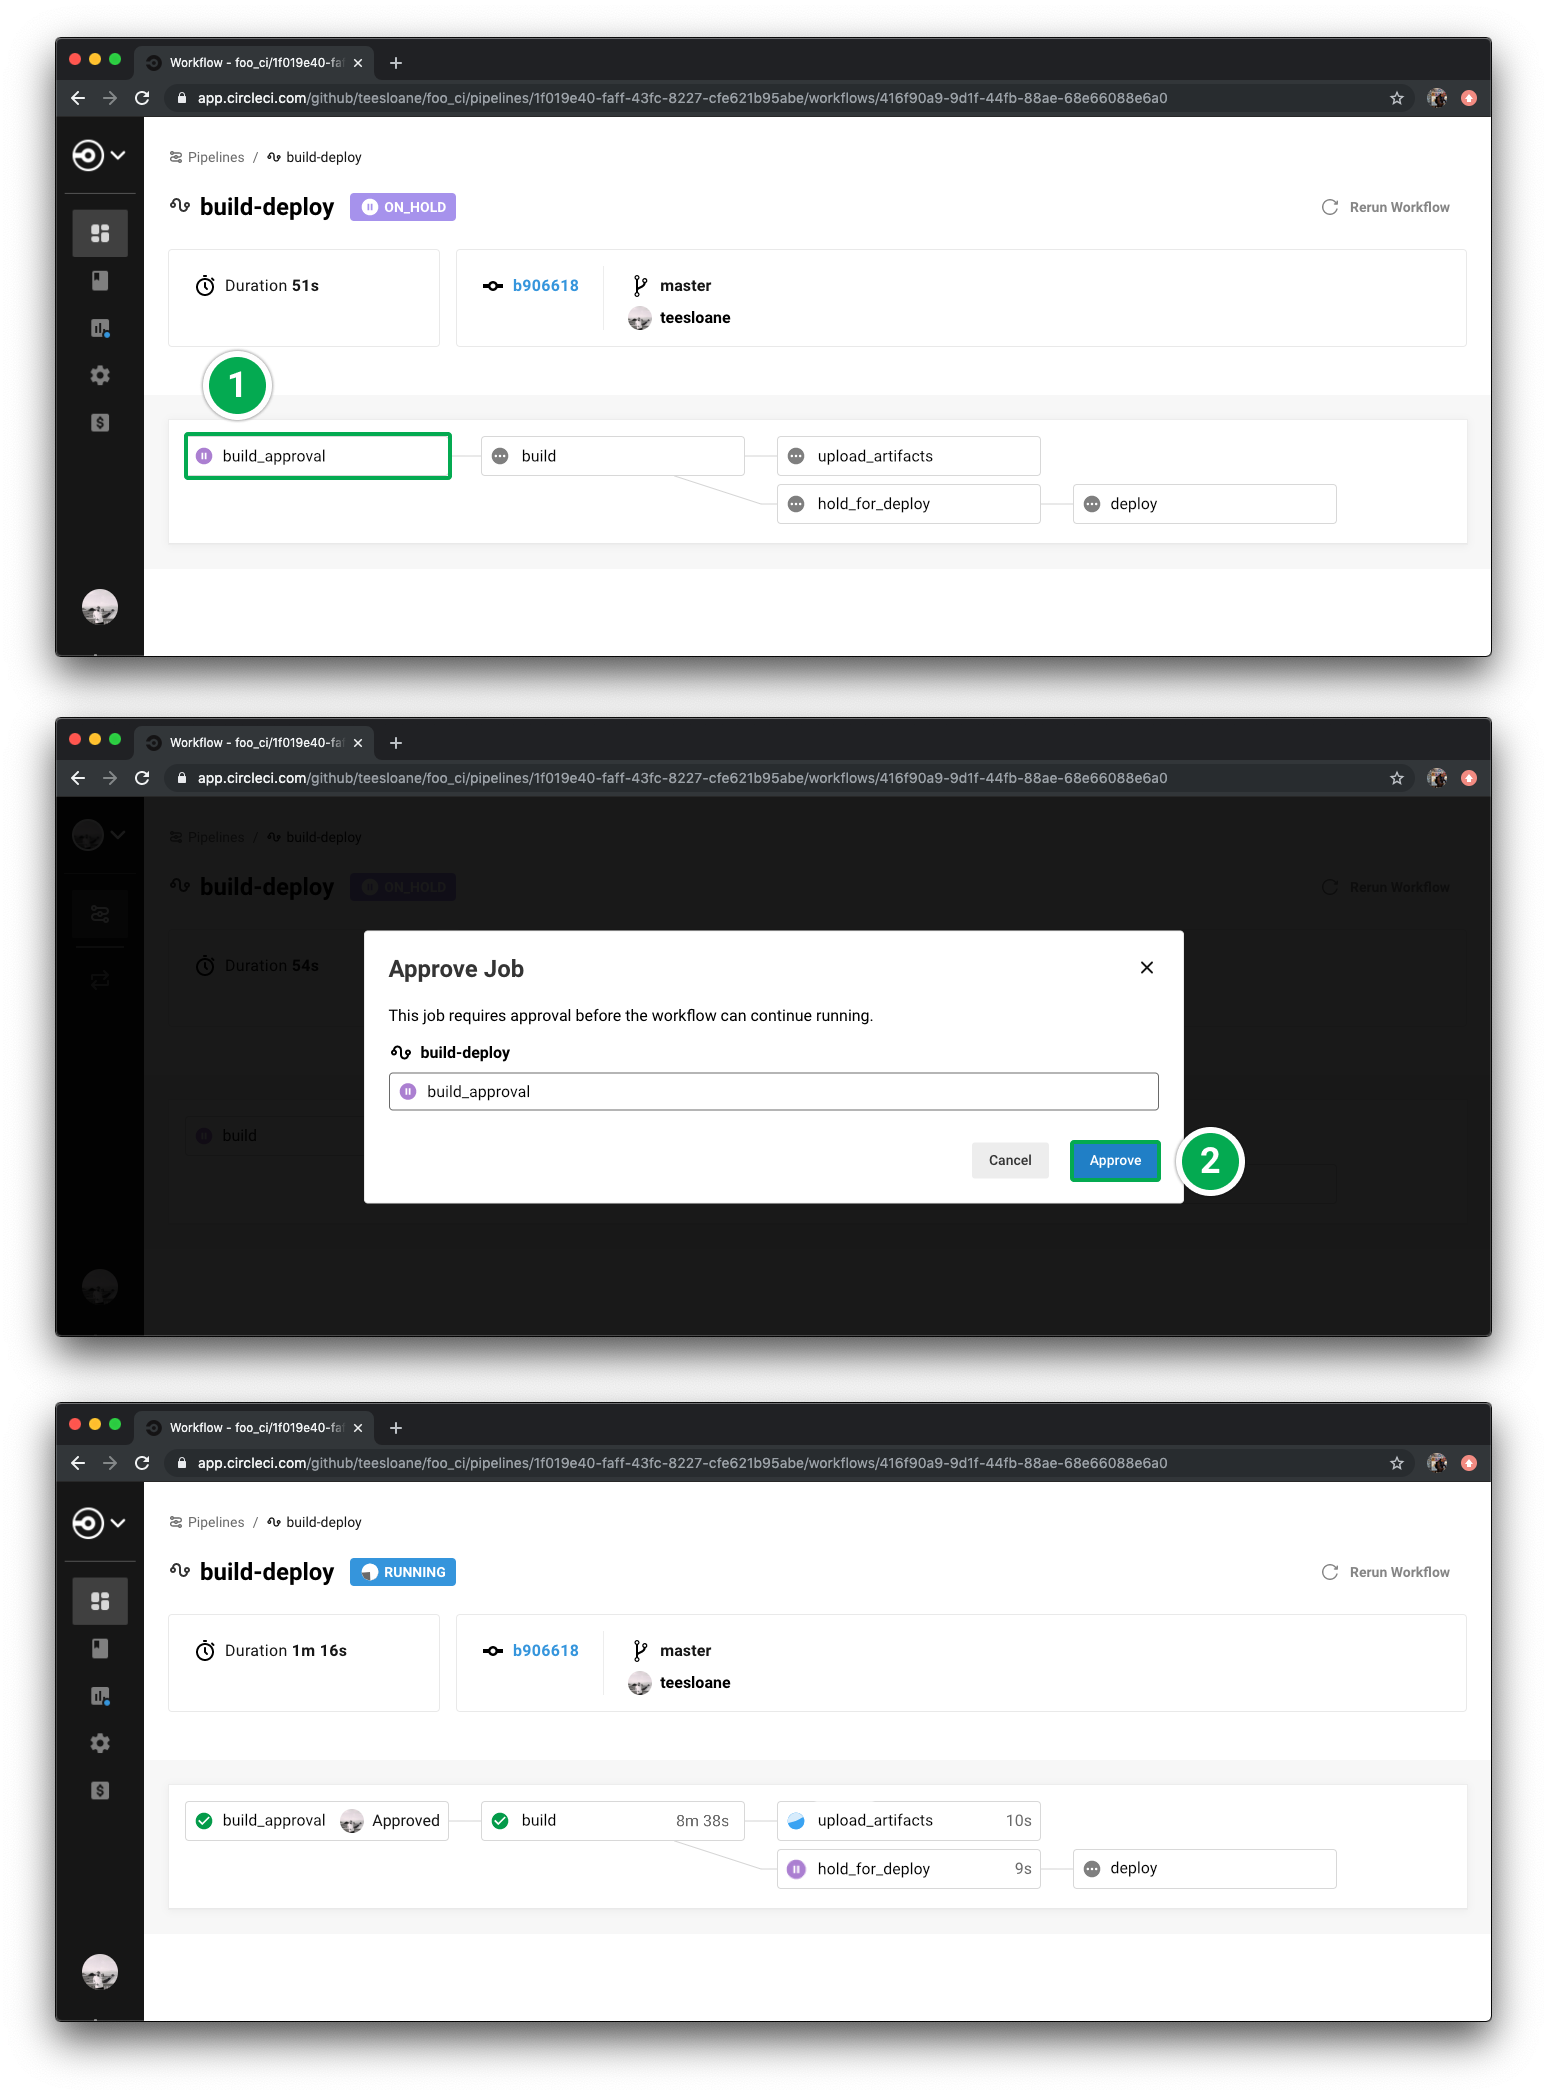 Workflow - foo_ci/1f019e40-faf
app.circleci.com/github/teesloane/foo_ci/pipelines/1f019e40-faff-43fc-8227-cfe621b95abe/workflows/416f90a9-9d1f-44fb-88ae-68e66088e6a0
Pipelines / build-deploy
build-deploy ON_HOLD Rerun Workflow
Duration 51s b906618 master
teesloane
1
build_approval build upload_artifacts
hold_for_deploy deploy
Workflow - foo_ci/1f019e40-faf
app.circleci.com/github/teesloane/foo_ci/pipelines/1f019e40-faff-43fc-8227-cfe621b95abe/workflows/416f90a9-9d1f-44fb-88ae-68e66088e6a0
Pipelines / build-deploy
build-deploy ON_HOLD Rerun Workflow
Duration 54s
Approve Job
This job requires approval before the workflow can continue running.
build-deploy
build_approval
build
Cancel Approve 2
Workflow - foo_ci/1f019e40-faf
app.circleci.com/github/teesloane/foo_ci/pipelines/1f019e40-faff-43fc-8227-cfe621b95abe/workflows/416f90a9-9d1f-44fb-88ae-68e66088e6a0
Pipelines / build-deploy
build-deploy RUNNING Rerun Workflow
Duration 1m 16s b906618 master
teesloane
build_approval Approved build 8m 38s upload_artifacts 10s
hold_for_deploy 9s deploy